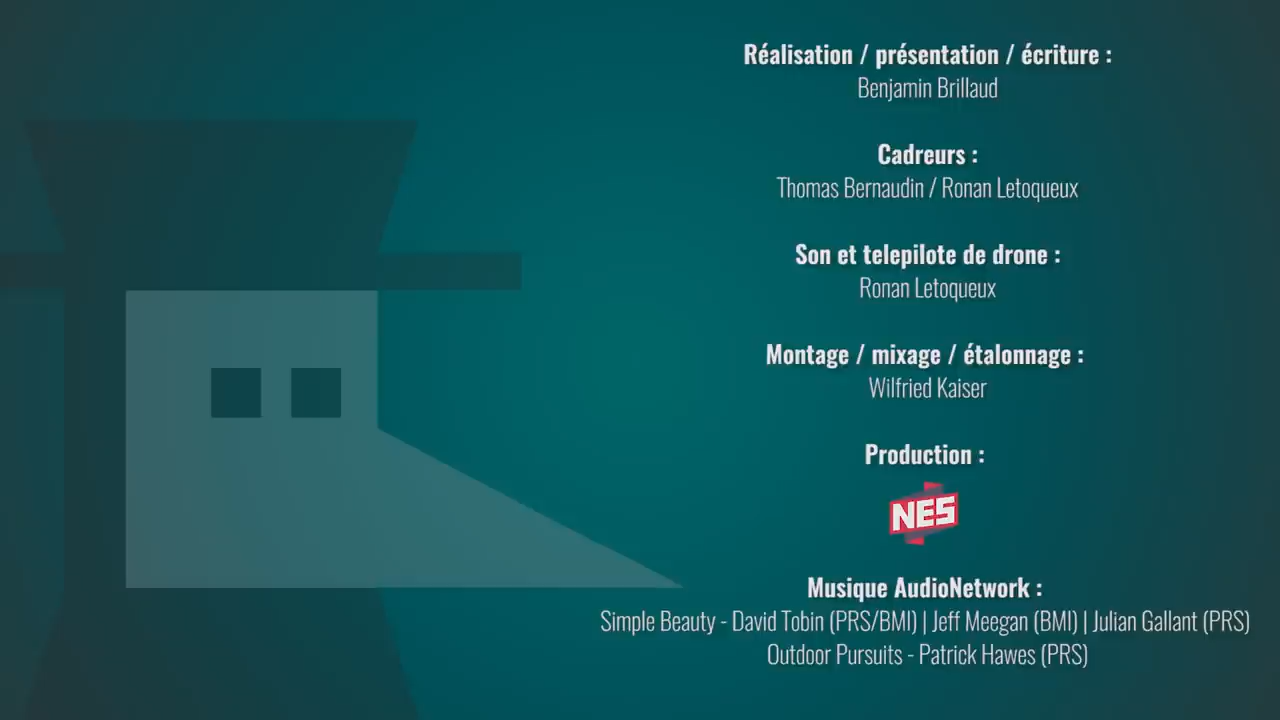 Réalisation / présentation / écriture :
Benjamin Brillaud
Cadreurs :
Thomas Bernaudin / Ronan Letoqueux
Son et telepilote de drone :
Ronan Letoqueux
Montage / mixage / étalonnage :
Wilfried Kaiser
Production :
NES
Musique AudioNetwork :
Simple Beauty - David Tobin (PRS/BMI) | Jeff Meegan (BMI) | Julian Gallant (PRS)
Outdoor Pursuits - Patrick Hawes (PRS)